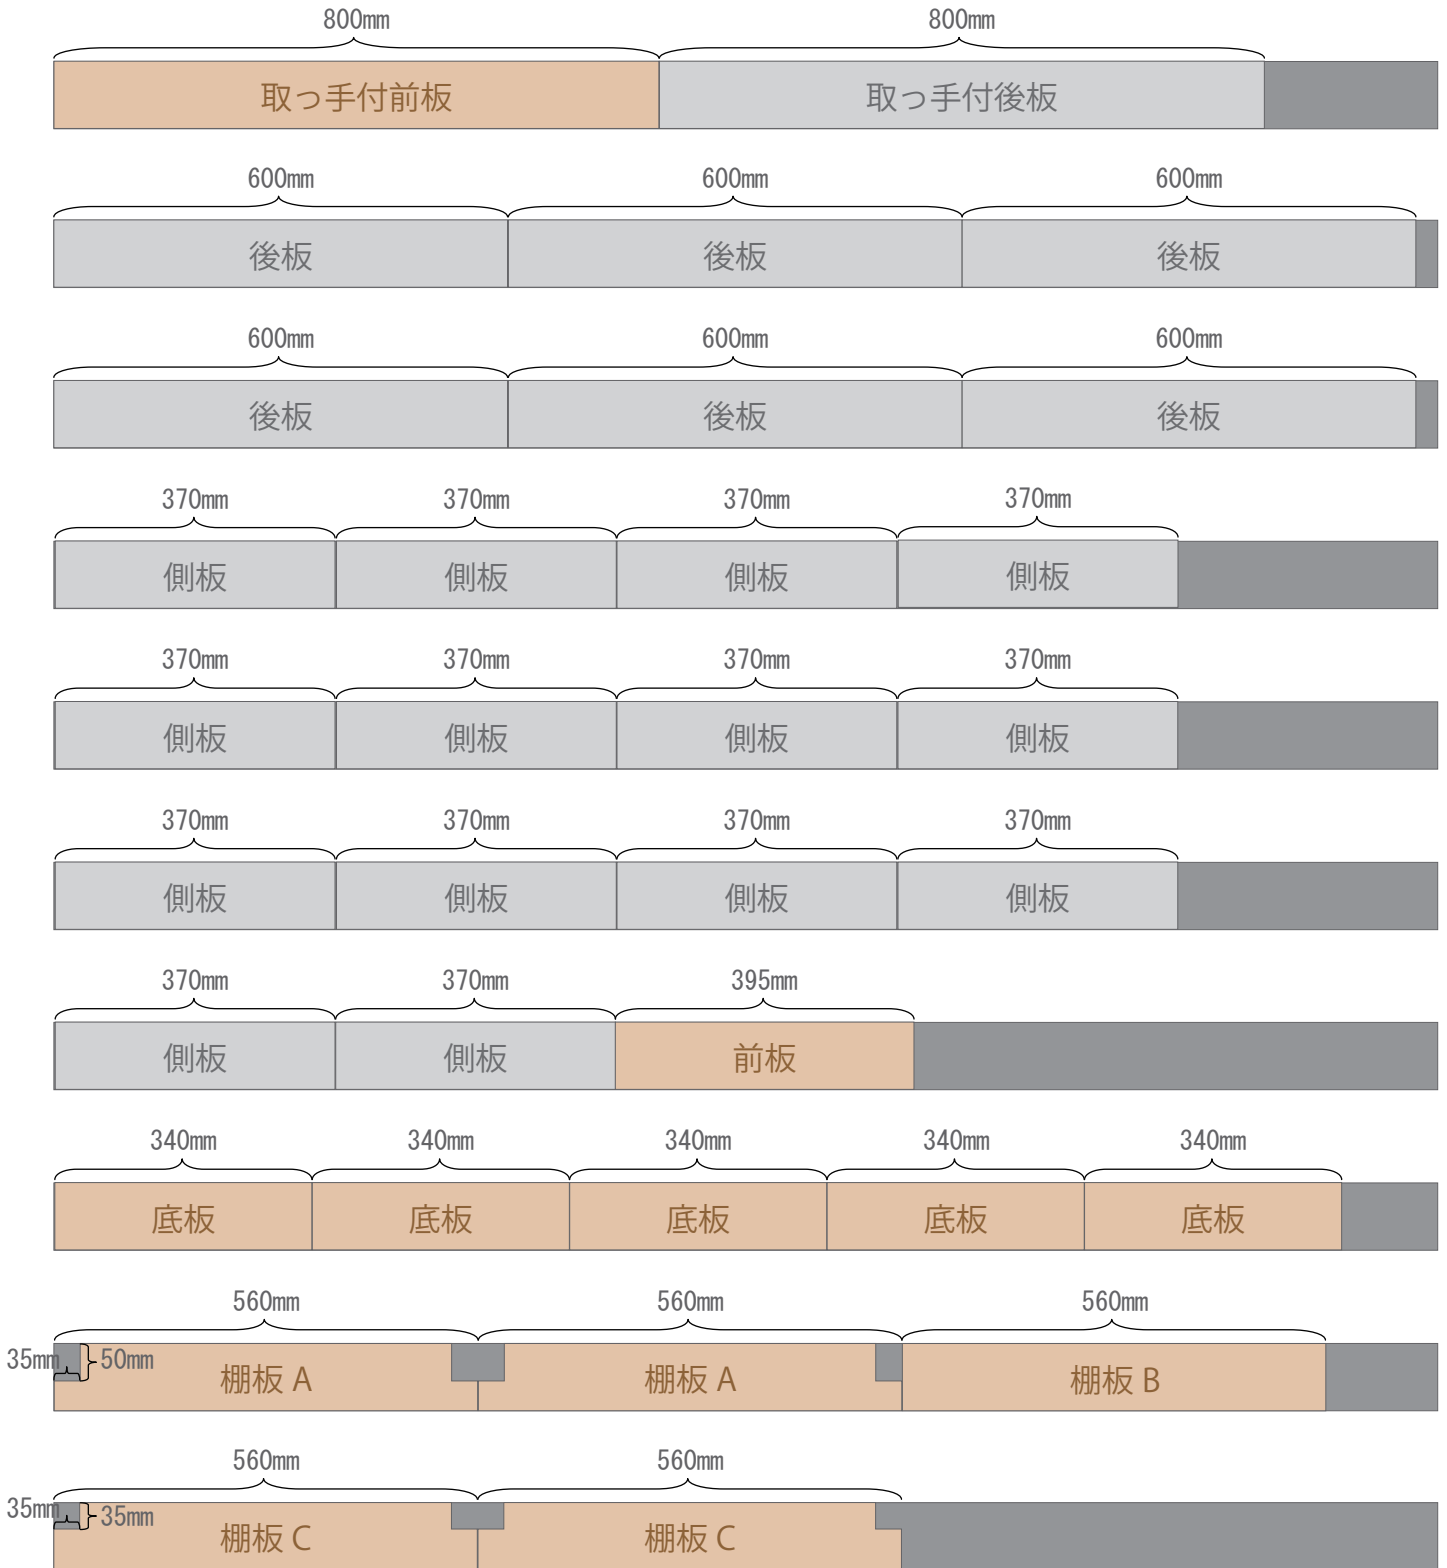 800mm 800mm
取っ手付前板 取っ手付後板
600mm 600mm 600mm
後板 後板 後板
600mm 600mm 600mm
後板 後板 後板
370mm 370mm 370mm 370mm
側板 側板 側板 側板
370mm 370mm 370mm 370mm
側板 側板 側板 側板
370mm 370mm 370mm 370mm
側板 側板 側板 側板
370mm 370mm 395mm
側板 側板 前板
340mm 340mm 340mm 340mm 340mm
底板 底板 底板 底板 底板
560mm 560mm 560mm
35mm 50mm
棚板 A 棚板 A 棚板 B
560mm 560mm
35mm 35mm
棚板 C 棚板 C